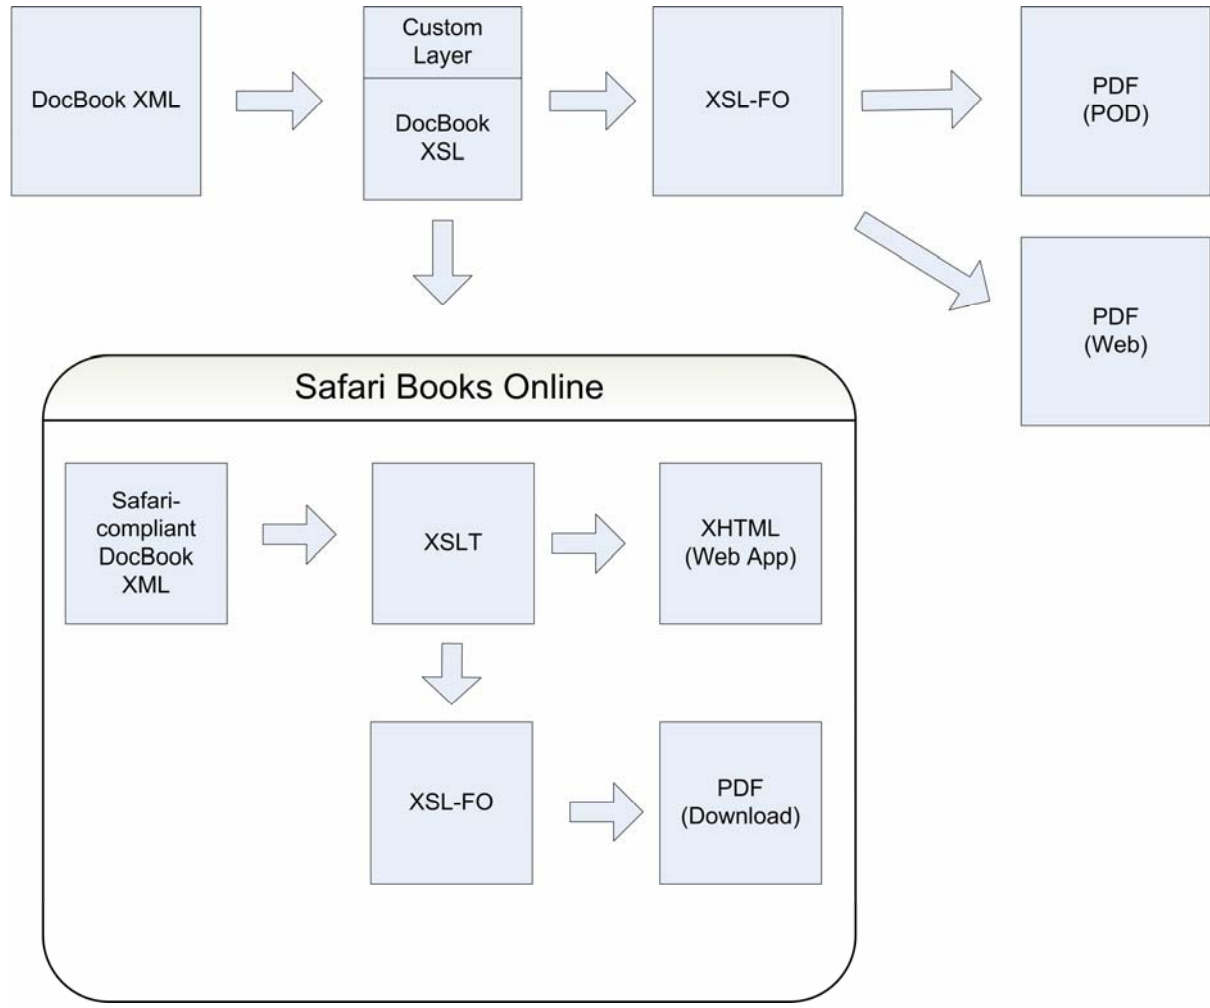 DocBook XML
Custom
Layer
DocBook
XSL
XSL-FO
PDF
(POD)
PDF
(Web)
Safari Books Online
Safari-
compliant
DocBook
XML
XSLT
XHTML
(Web App)
XSL-FO
PDF
(Download)